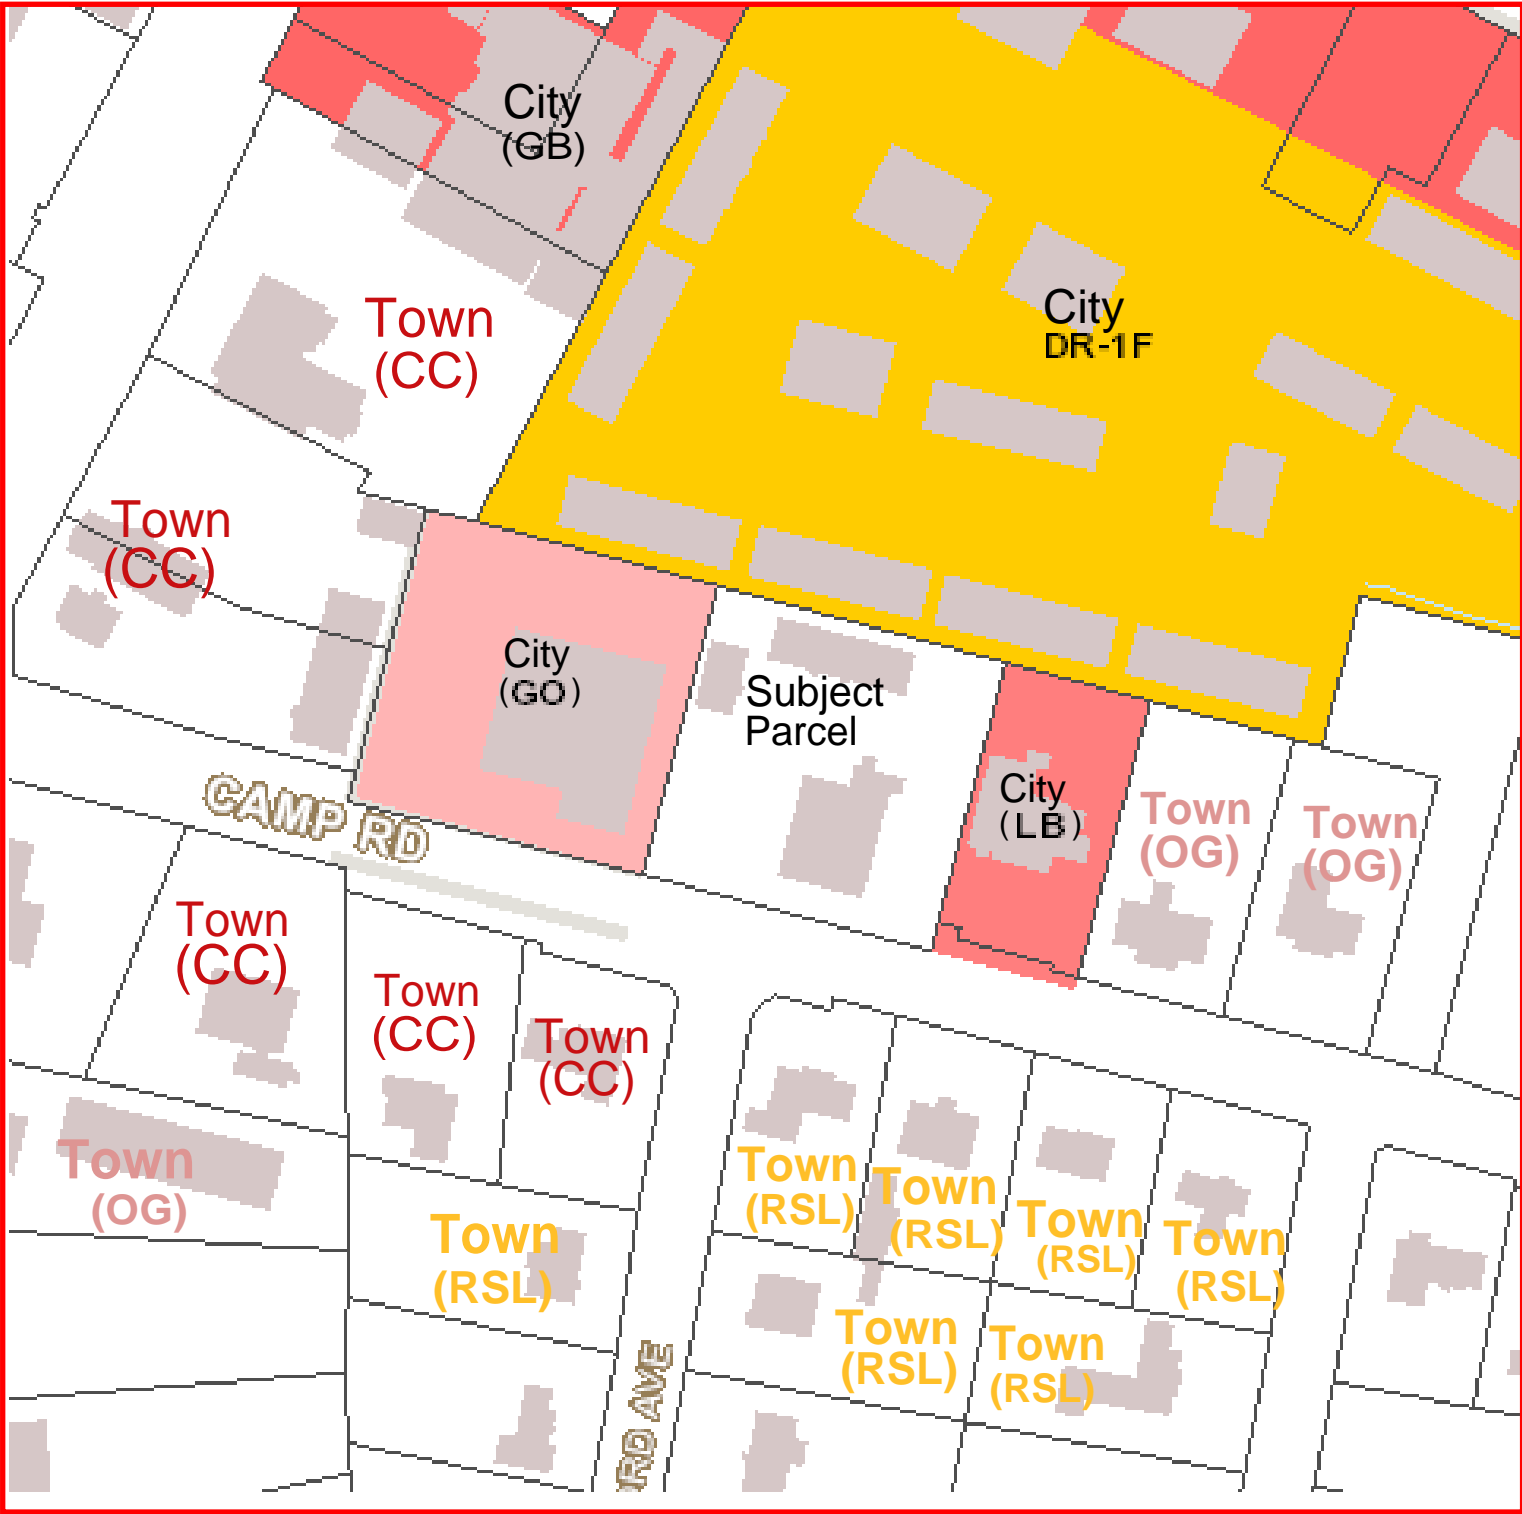 City
(GB)
Town
(CC)
City
DR-1F
Town
(CC)
City
(GO)
Subject
Parcel
City
(LB)
Town
(OG)
Town
(OG)
CAMP RD
Town
(CC)
Town
(CC)
Town
(CC)
Town
(OG)
Town
(RSL)
Town
(RSL)
Town
(RSL)
Town
(RSL)
Town
(RSL)
Town
(RSL)
Town
(RSL)
RD AVE